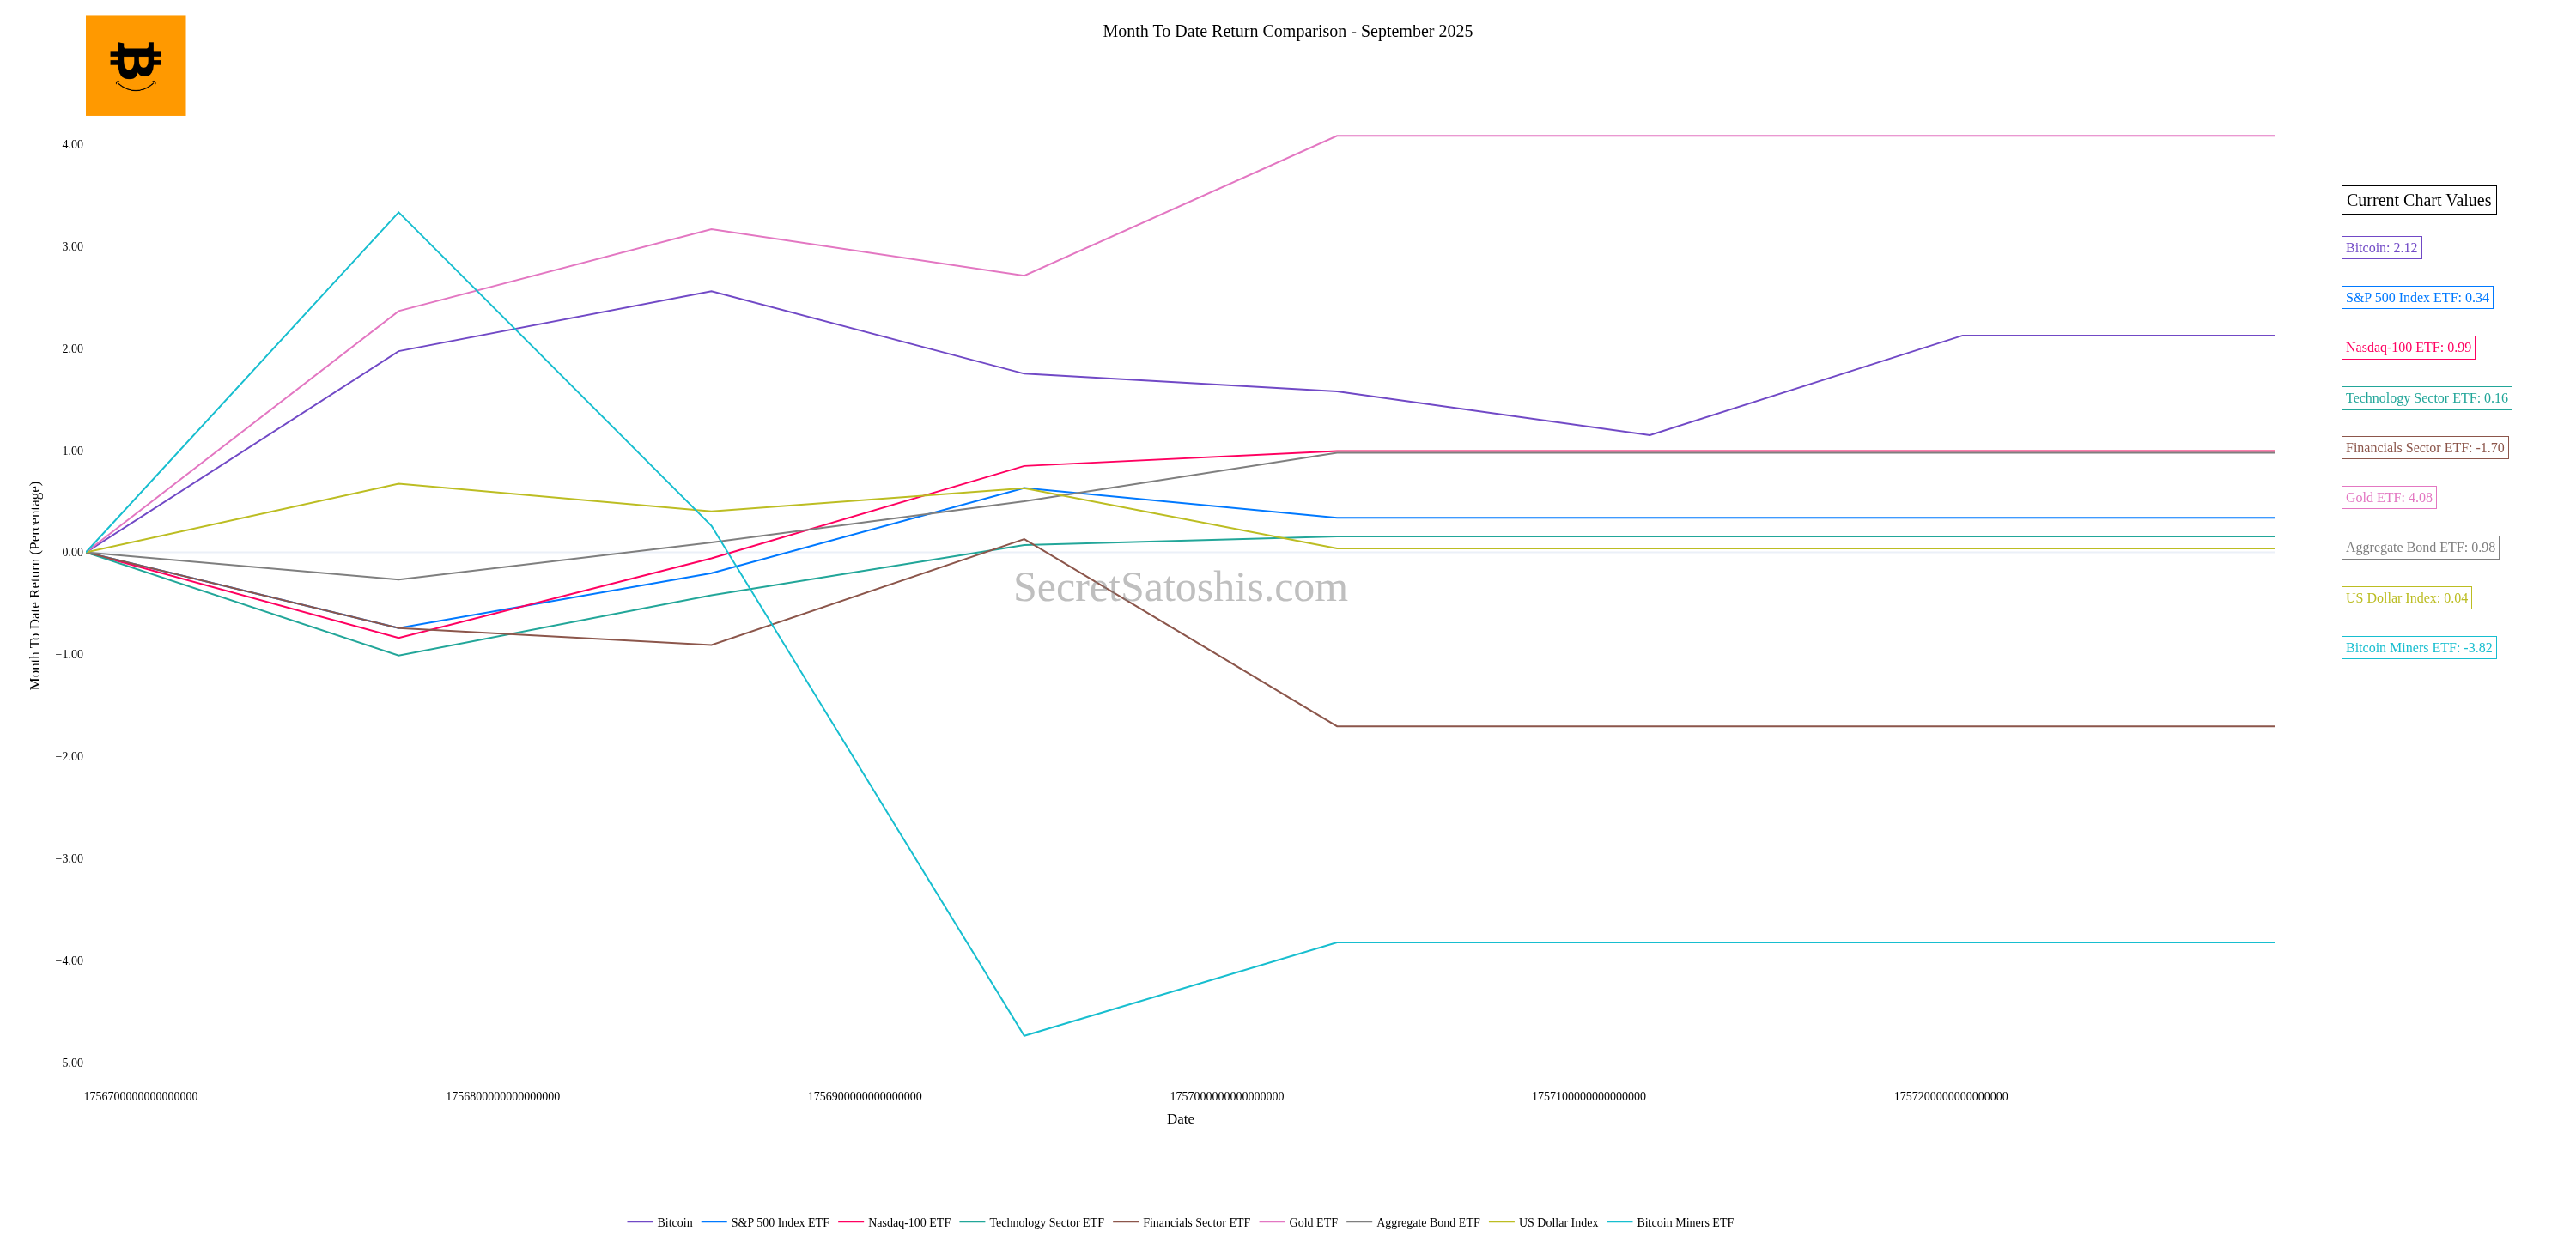 Month To Date Return Comparison - September 2025
4.00
3.00
2.00
1.00
0.00
−1.00
−2.00
−3.00
−4.00
−5.00
Month To Date Return (Percentage)
SecretSatoshis.com
1756700000000000000
1756800000000000000
1756900000000000000
1757000000000000000
1757100000000000000
1757200000000000000
Date
Current Chart Values
Bitcoin: 2.12
S&P 500 Index ETF: 0.34
Nasdaq-100 ETF: 0.99
Technology Sector ETF: 0.16
Financials Sector ETF: -1.70
Gold ETF: 4.08
Aggregate Bond ETF: 0.98
US Dollar Index: 0.04
Bitcoin Miners ETF: -3.82
Bitcoin S&P 500 Index ETF Nasdaq-100 ETF Technology Sector ETF Financials Sector ETF Gold ETF Aggregate Bond ETF US Dollar Index Bitcoin Miners ETF